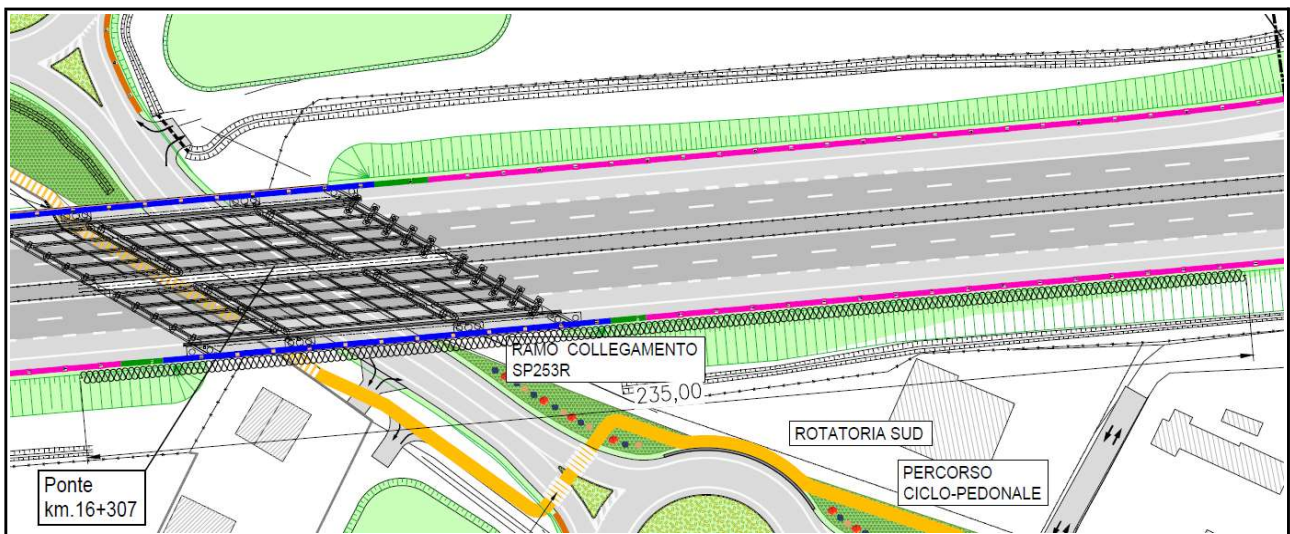 RAMO COLLEGAMENTO
SP253R
235,00
ROTATORIA SUD
PERCORSO
CICLO-PEDONALE
Ponte
km.16+307